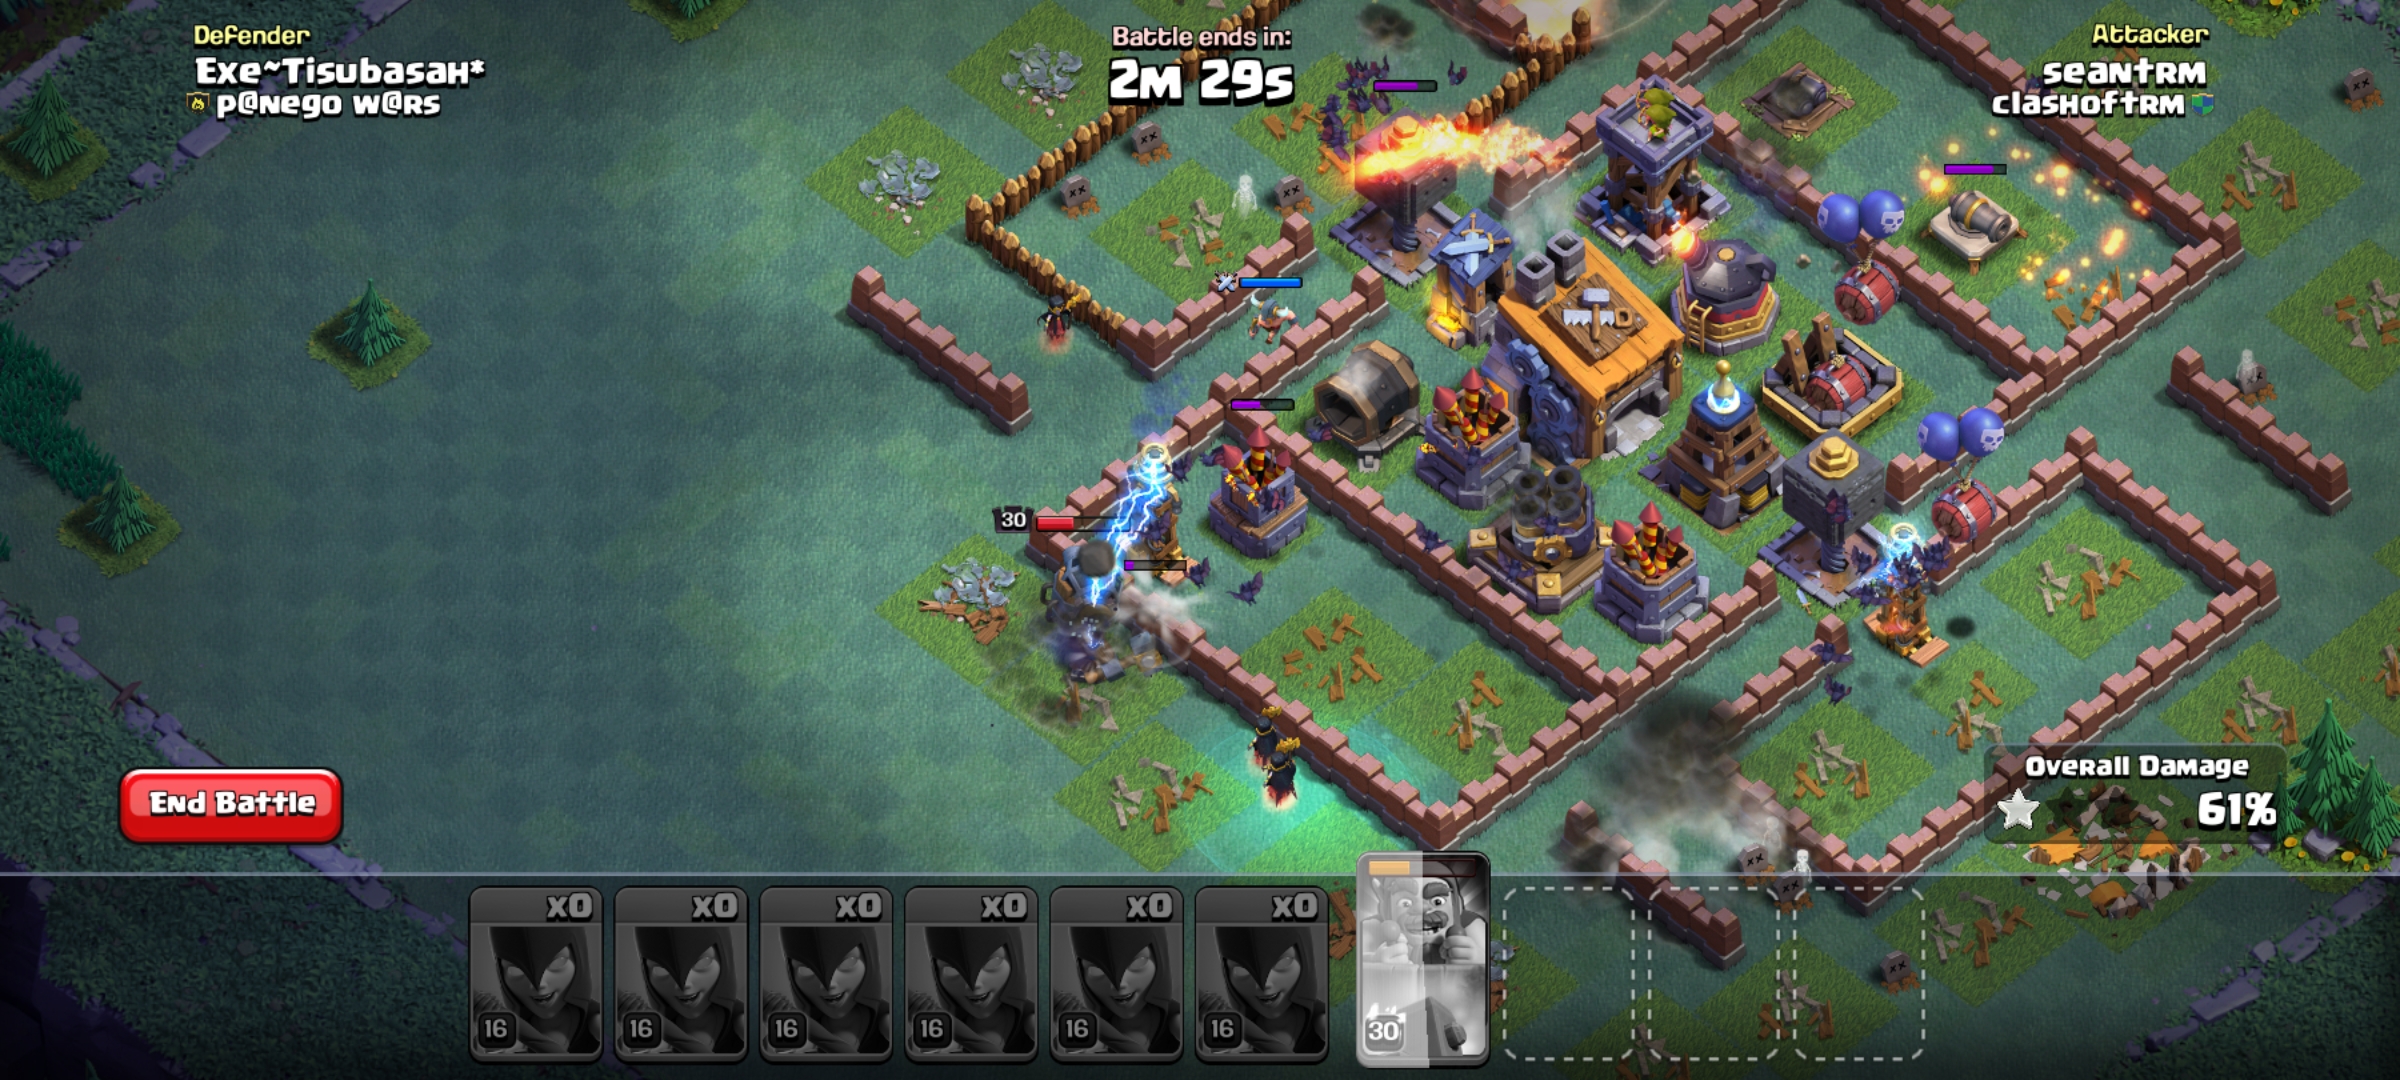 Defender
Exe~Tisubasah*
p@nego w@rs
Battle ends in:
2M 29s
Attacker
seantrm
clashoftrm
30
End Battle
Overall Damage
61%
x0
x0
x0
x0
x0
x0
16
16
16
16
16
16
30